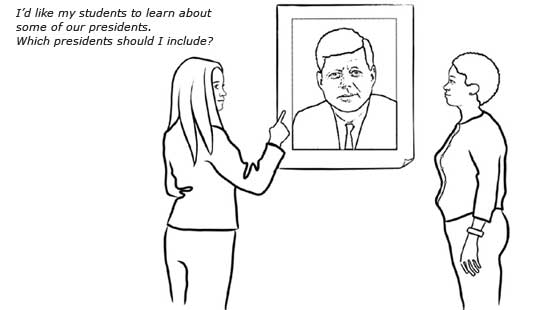 I'd like my students to learn about
some of our presidents.
Which presidents should I include?